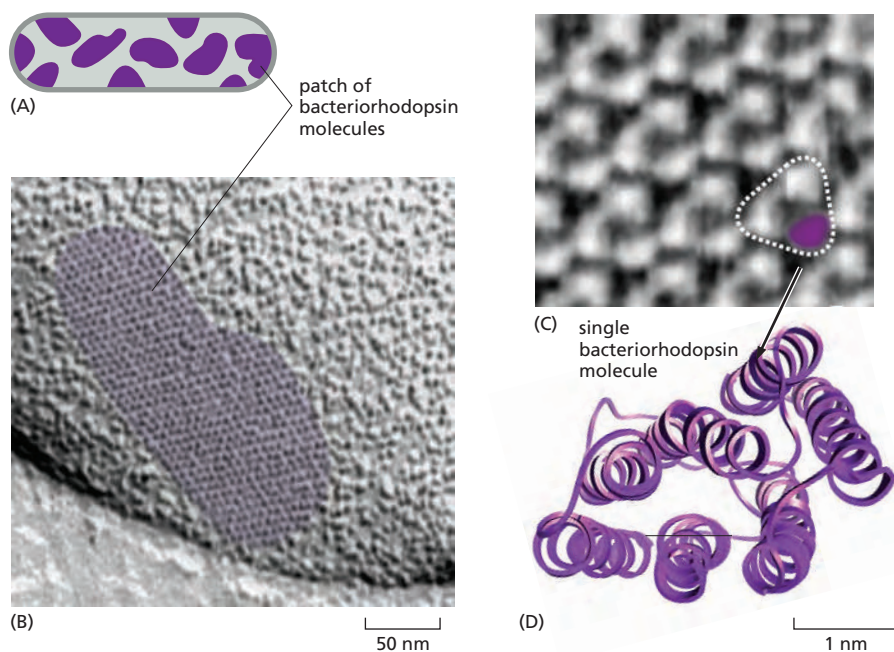 (A)
patch of
bacteriorhodopsin
molecules
(B)
50 nm
(C)
single
bacteriorhodopsin
molecule
(D)
1 nm